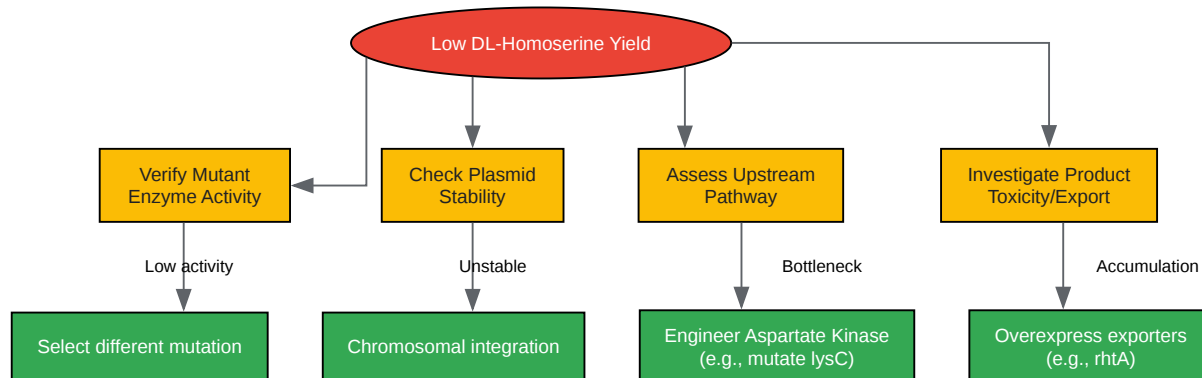 Low DL-Homoserine Yield
Verify Mutant
Enzyme Activity
Check Plasmid
Stability
Assess Upstream
Pathway
Investigate Product
Toxicity/Export
Low activity
Unstable
Bottleneck
Accumulation
Select different mutation
Chromosomal integration
Engineer Aspartate Kinase
(e.g., mutate lysC)
Overexpress exporters
(e.g., rhtA)